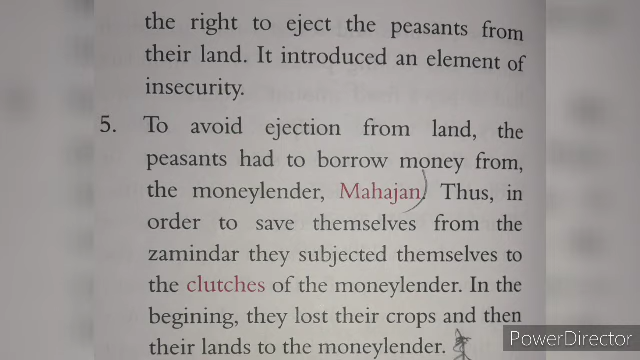 the right to eject the peasants from
their land. It introduced an element of
insecurity.
5. To avoid ejection from land, the
peasants had to borrow money from,
the moneylender, Mahajan. Thus, in
order to save themselves from the
zamindar they subjected themselves to
the clutches of the moneylender. In the
begining, they lost their crops and then
their lands to the moneylender.
PowerDirector